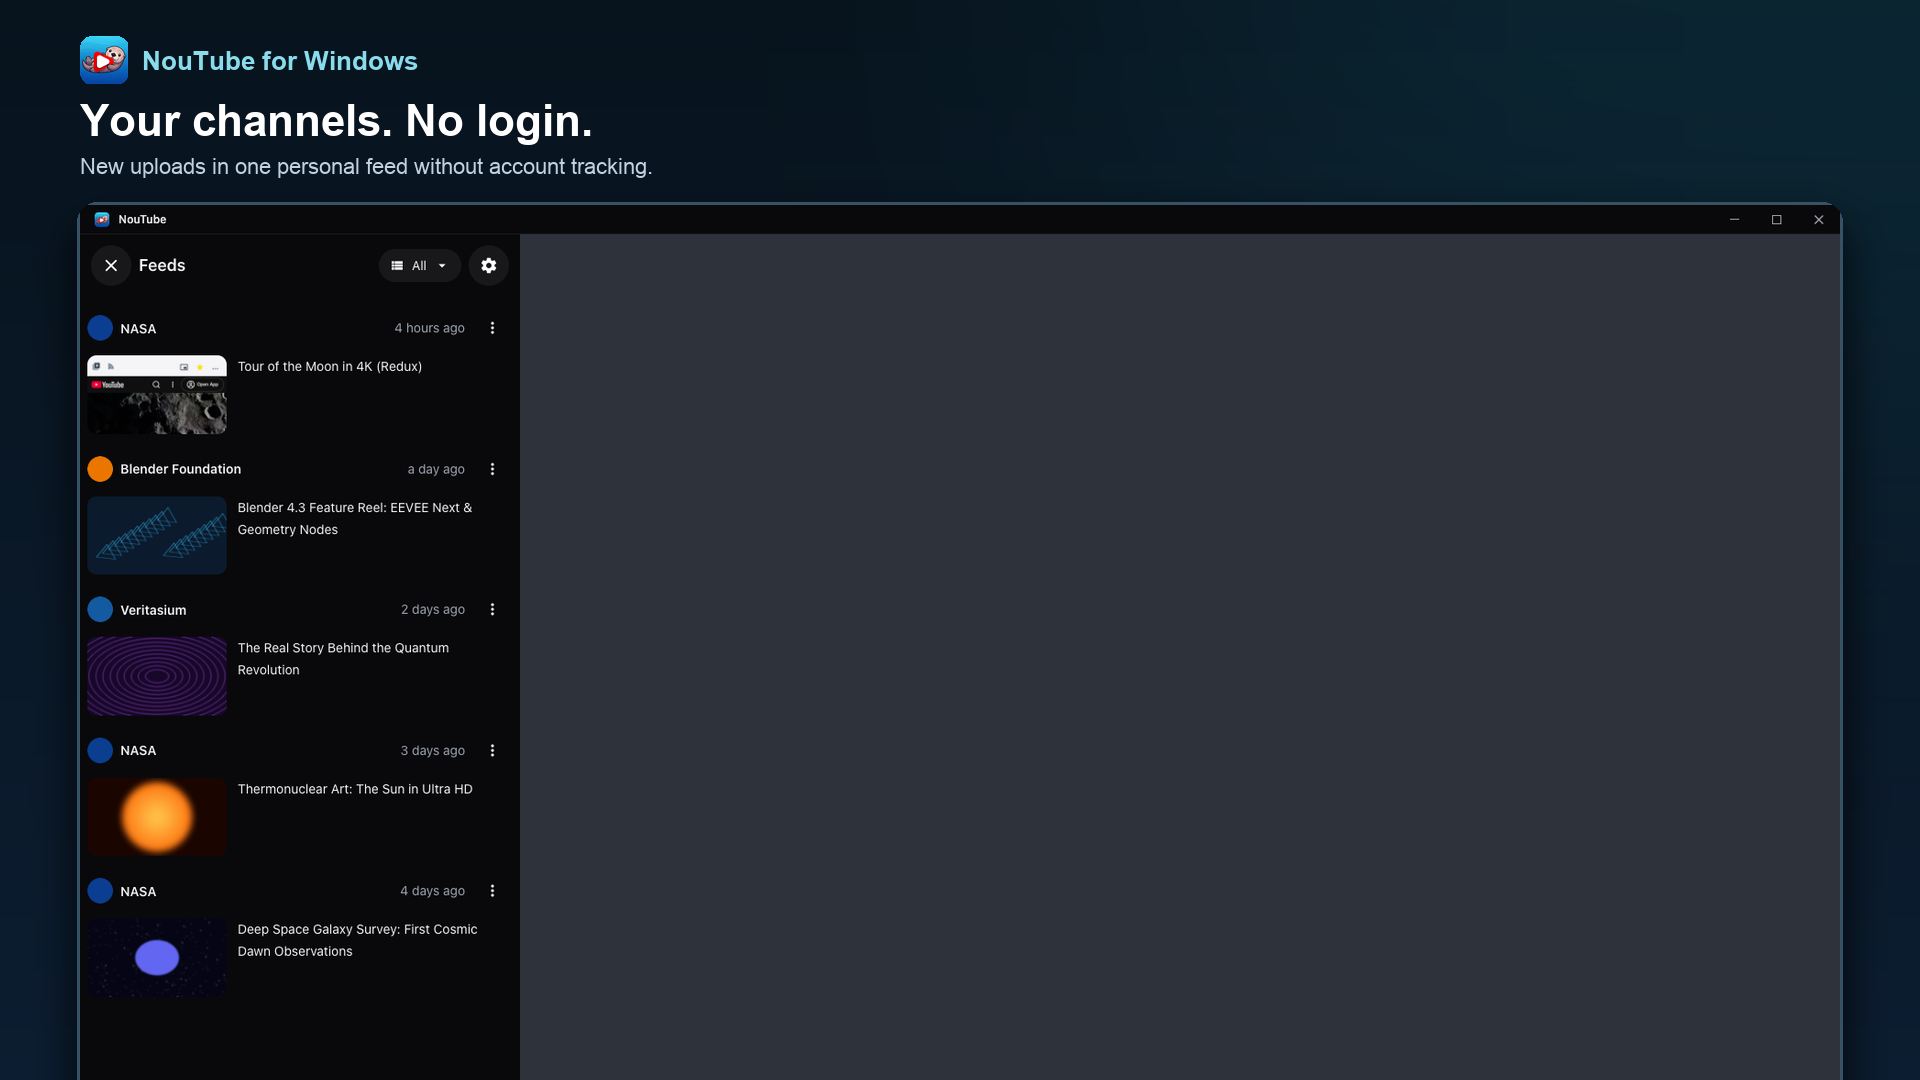 NouTube for Windows
Your channels. No login.
New uploads in one personal feed without account tracking.
NouTube
Feeds
All
NASA
4 hours ago
YouTube
Open App
Tour of the Moon in 4K (Redux)
Blender Foundation
a day ago
Blender 4.3 Feature Reel: EEVEE Next &
Geometry Nodes
Veritasium
2 days ago
The Real Story Behind the Quantum
Revolution
NASA
3 days ago
Thermonuclear Art: The Sun in Ultra HD
NASA
4 days ago
Deep Space Galaxy Survey: First Cosmic
Dawn Observations